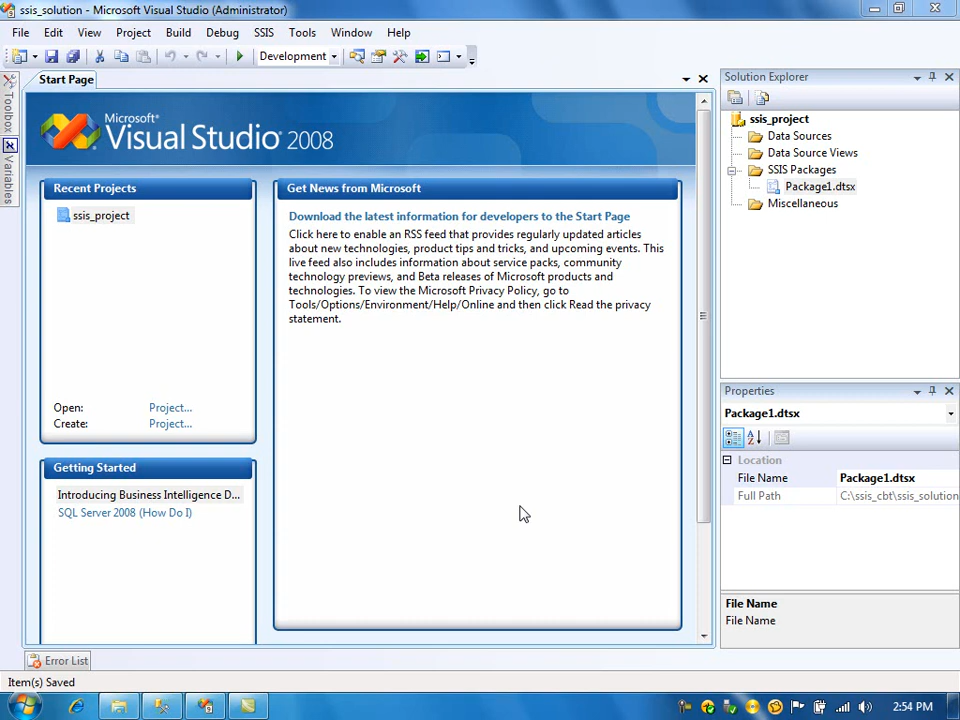 ssis_solution - Microsoft Visual Studio (Administrator)
File Edit View Project Build Debug SSIS Tools Window Help
Development
Toolbox
Variables
Start Page
Microsoft®
Visual Studio 2008
Recent Projects
ssis_project
Open: Project...
Create: Project...
Getting Started
Introducing Business Intelligence D...
SQL Server 2008 (How Do I)
Get News from Microsoft
Download the latest information for developers to the Start Page
Click here to enable an RSS feed that provides regularly updated articles
about new technologies, product tips and tricks, and upcoming events. This
live feed also includes information about service packs, community
technology previews, and Beta releases of Microsoft products and
technologies. To view the Microsoft Privacy Policy, go to
Tools/Options/Environment/Help/Online and then click Read the privacy
statement.
Solution Explorer
ssis_project
Data Sources
Data Source Views
SSIS Packages
Package1.dtsx
Miscellaneous
Properties
Package1.dtsx
Location
File Name Package1.dtsx
Full Path C:\ssis_cbt\ssis_solution
File Name
File Name
Error List
Item(s) Saved
2:54 PM